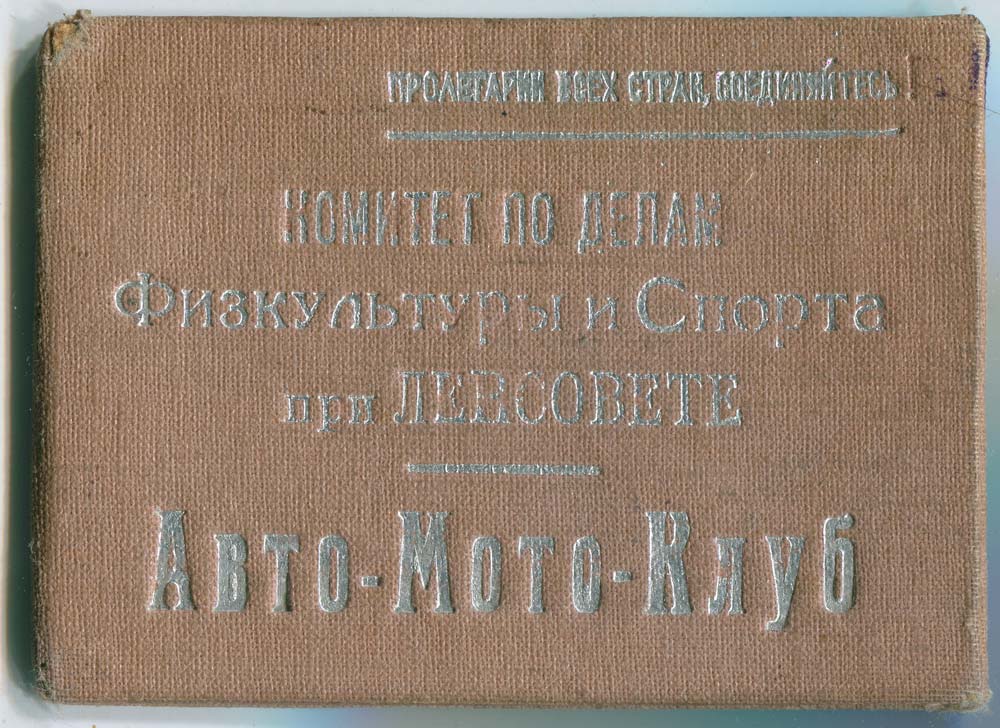 ПРОЛЕТАРИИ ВСЕХ СТРАН, СОЕДИНЯЙТЕСЬ!
КОМИТЕТ ПО ДЕЛАМ
Физкультуры и Спорта
при ЛЕНСОВЕТЕ
Авто-Мото-Клуб